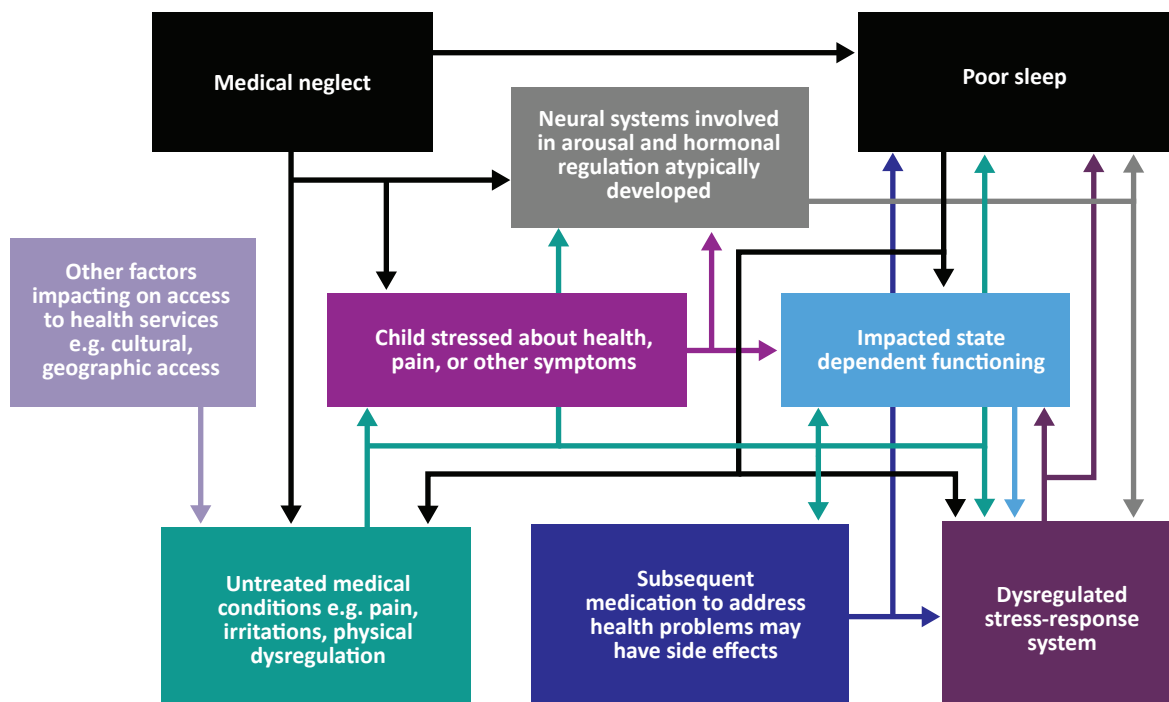 Medical neglect
Poor sleep
Neural systems involved
in arousal and hormonal
regulation atypically
developed
Other factors
impacting on access
to health services
e.g. cultural,
geographic access
Child stressed about health,
pain, or other symptoms
Impacted state
dependent functioning
Untreated medical
conditions e.g. pain,
irritations, physical
dysregulation
Subsequent
medication to address
health problems may
have side effects
Dysregulated
stress-response
system